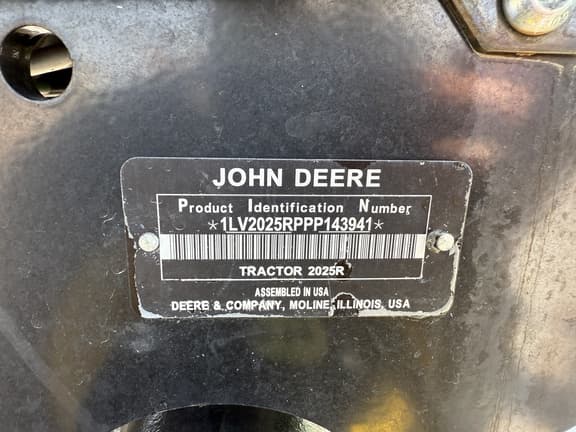 JOHN DEERE
Product Identification Number
*1LV2025RPPP143941*
TRACTOR 2025R
ASSEMBLED IN USA
DEERE & COMPANY, MOLINE, ILLINOIS, USA